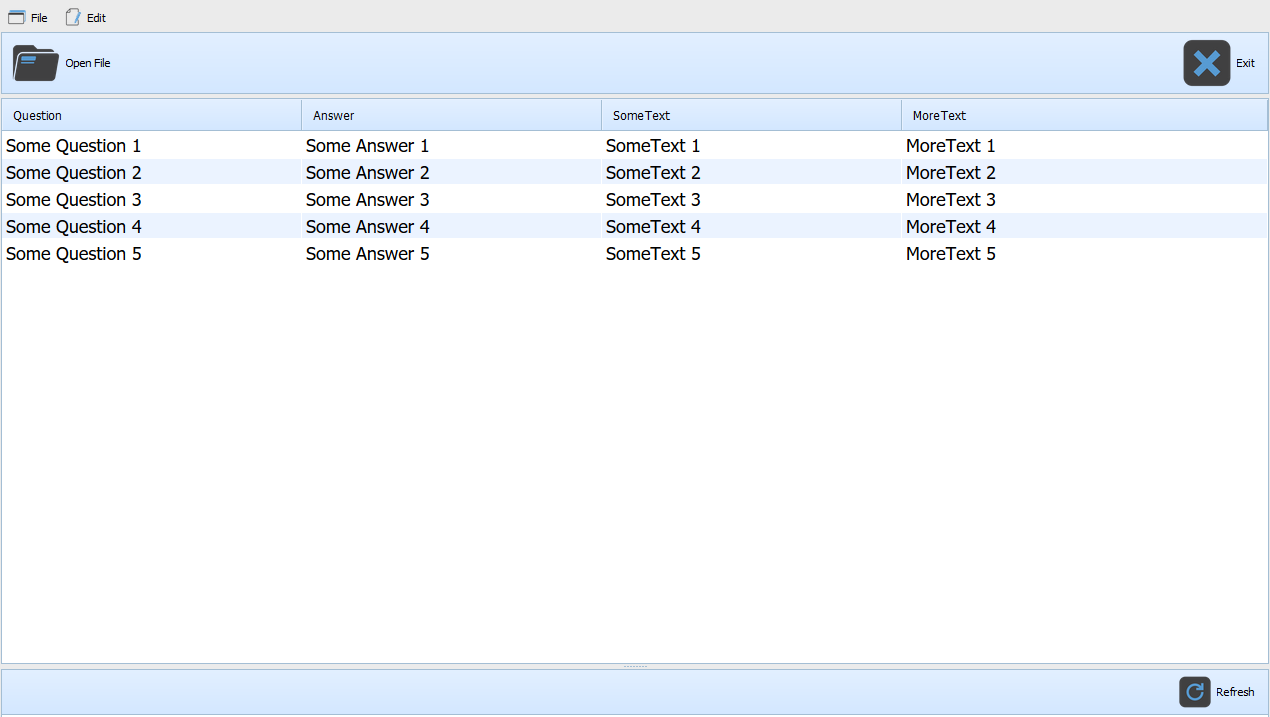 File Edit
Open File Exit
Question Answer SomeText MoreText
Some Question 1 Some Answer 1 SomeText 1 MoreText 1
Some Question 2 Some Answer 2 SomeText 2 MoreText 2
Some Question 3 Some Answer 3 SomeText 3 MoreText 3
Some Question 4 Some Answer 4 SomeText 4 MoreText 4
Some Question 5 Some Answer 5 SomeText 5 MoreText 5
Refresh